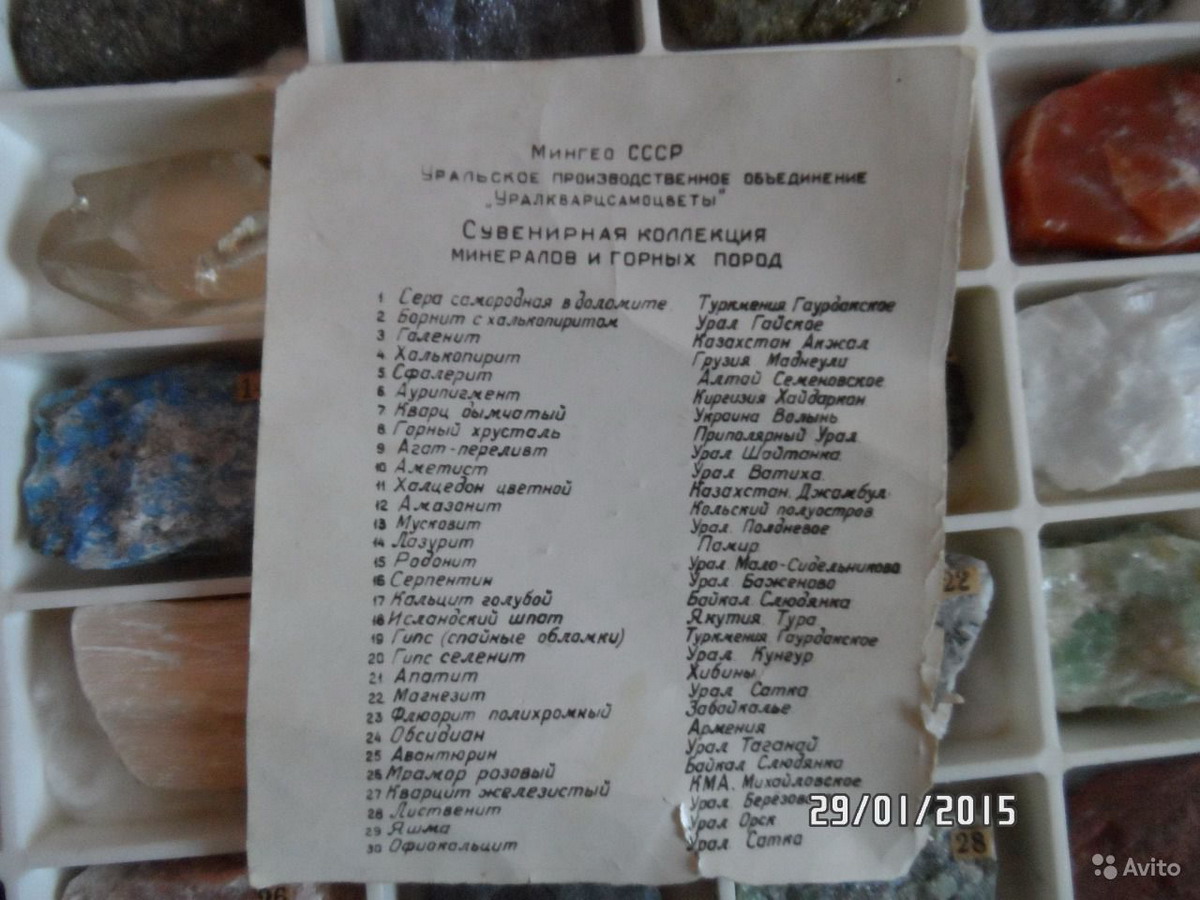 Мингео СССР
Уральское производственное объединение
„Уралкварцсамоцветы"
Сувенирная коллекция
минералов и горных пород
1 Сера самородная в доломите Туркмения Гаурдакское
2 Борнит с халькопиритом Урал Гайское
3 Галенит Казахстан Акжал
4 Халькопирит Грузия Маднеули
5 Сфалерит Алтай Семеновское
6 Аурипигмент Киргизия Хайдаркан
7 Кварц дымчатый Украина Волынь
8 Горный хрусталь Приполярный Урал
9 Агат-переливт Урал Шайтанка
10 Аметист Урал Ватиха
11 Халцедон цветной Казахстан. Джамбул.
12 Амазонит Кольский полуостров
13 Мусковит Урал. Полдневое
14 Лазурит Памир
15 Родонит Урал Мало-Сидельниково
16 Серпентин Урал Баженово
17 Кальцит голубой Байкал Слюдянка
18 Исландский шпат Якутия Тура
19 Гипс (спайные обломки) Туркмения Гаурдакское
20 Гипс селенит Урал Кунгур
21 Апатит Хибины
22 Магнезит Урал Сатка
23 Флюорит полихромный Забайкалье
24 Обсидиан Армения
25 Авантюрин Урал Таганай
26 Мрамор розовый Байкал Слюдянка
27 Кварцит железистый КМА. Михайловское
28 Лиственит Урал Березово
29 Яшма Урал Орск
30 Офиокальцит Урал Сатка
22
28
26
29/01/2015
Avito